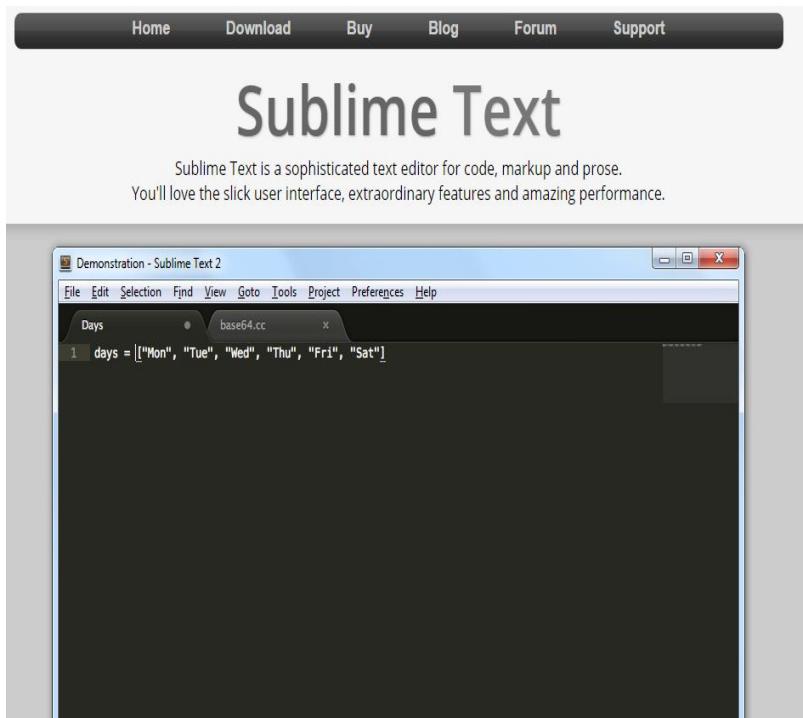 Home Download Buy Blog Forum Support
Sublime Text
Sublime Text is a sophisticated text editor for code, markup and prose.
You'll love the slick user interface, extraordinary features and amazing performance.
Demonstration - Sublime Text 2
X
File Edit Selection Find View Goto Tools Project Preferences Help
Days base64.cc x
1 days = ["Mon", "Tue", "Wed", "Thu", "Fri", "Sat"]